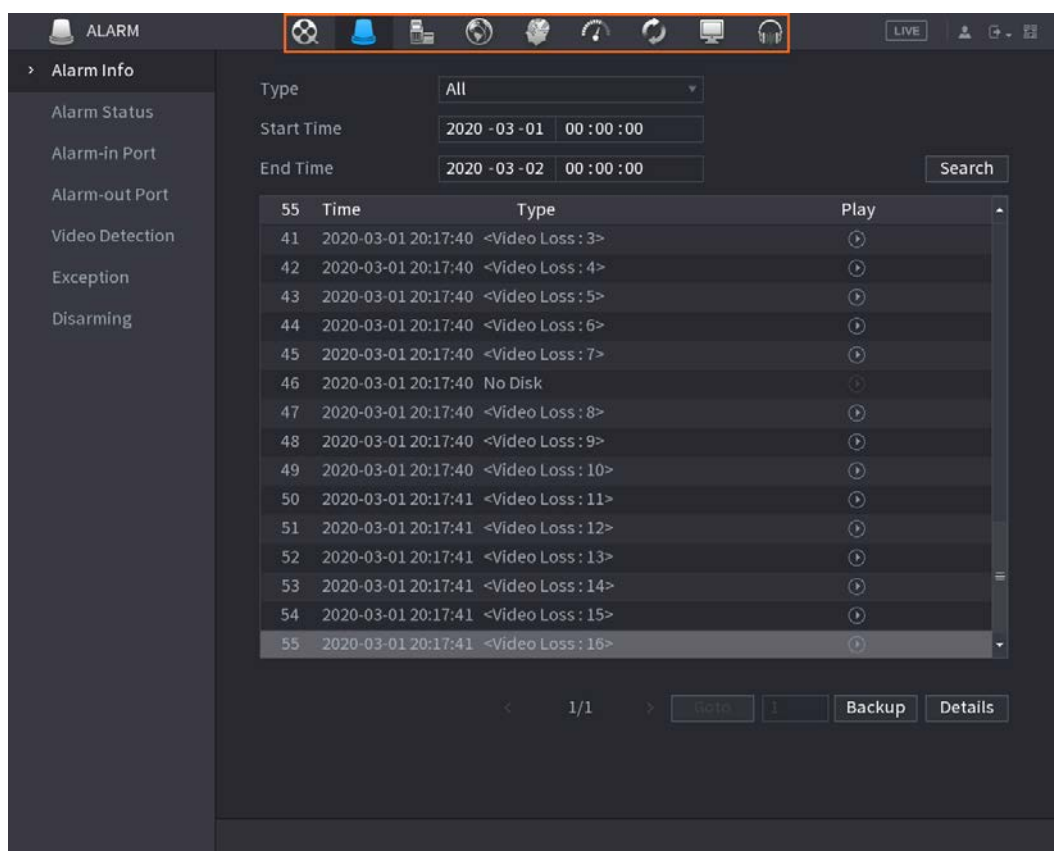 ALARM LIVE
Alarm Info
Alarm Status
Alarm-in Port
Alarm-out Port
Video Detection
Exception
Disarming
Type All
Start Time 2020 -03 -01 00 : 00 : 00
End Time 2020 -03 -02 00 : 00 : 00 Search
55 Time Type Play
41 2020-03-01 20:17:40 <Video Loss : 3>
42 2020-03-01 20:17:40 <Video Loss : 4>
43 2020-03-01 20:17:40 <Video Loss : 5>
44 2020-03-01 20:17:40 <Video Loss : 6>
45 2020-03-01 20:17:40 <Video Loss : 7>
46 2020-03-01 20:17:40 No Disk
47 2020-03-01 20:17:40 <Video Loss : 8>
48 2020-03-01 20:17:40 <Video Loss : 9>
49 2020-03-01 20:17:40 <Video Loss : 10>
50 2020-03-01 20:17:41 <Video Loss : 11>
51 2020-03-01 20:17:41 <Video Loss : 12>
52 2020-03-01 20:17:41 <Video Loss : 13>
53 2020-03-01 20:17:41 <Video Loss : 14>
54 2020-03-01 20:17:41 <Video Loss : 15>
55 2020-03-01 20:17:41 <Video Loss : 16>
< 1/1 > Goto 1 Backup Details